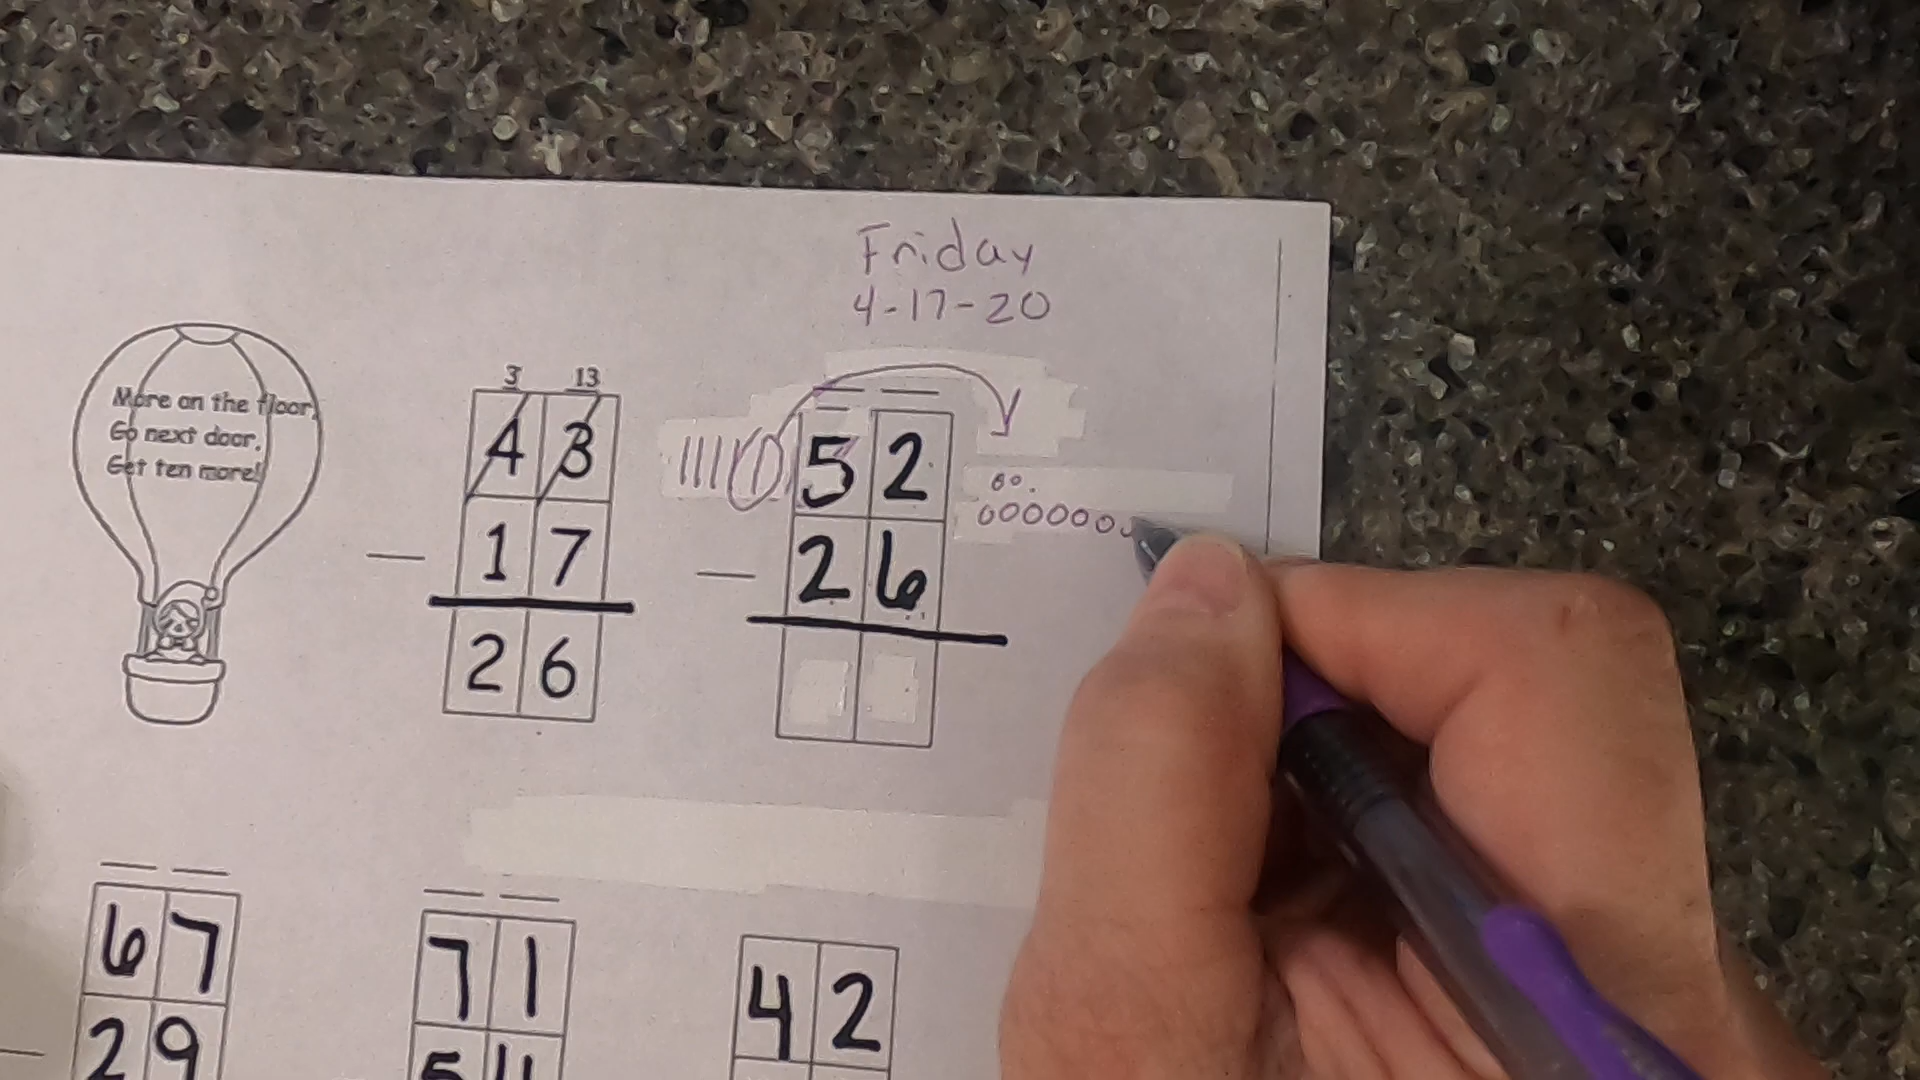 Friday
4-17-20
More on the floor,
Go next door.
Get ten more!
3 13
43
- 17
26
52
- 26
67
- 29
71
42